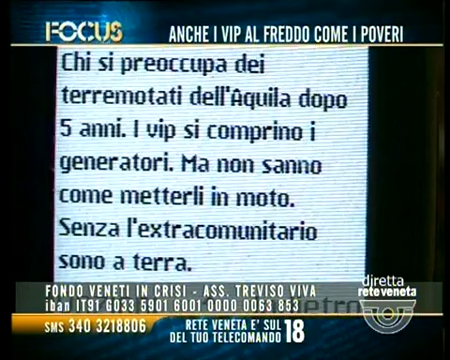 FOCUS
ANCHE I VIP AL FREDDO COME I POVERI
Chi si preoccupa dei
terremotati dell'Aquila dopo
5 anni. I vip si comprino i
generatori. Ma non sanno
come metterli in moto.
Senza l'extracomunitario
sono a terra.
diretta
reteveneta
FONDO VENETI IN CRISI - ASS. TREVISO VIVA
iban IT91 G033 5901 6001 0000 0063 853
SMS 340 3218806
RETE VENETA E' SUL
DEL TUO TELECOMANDO 18